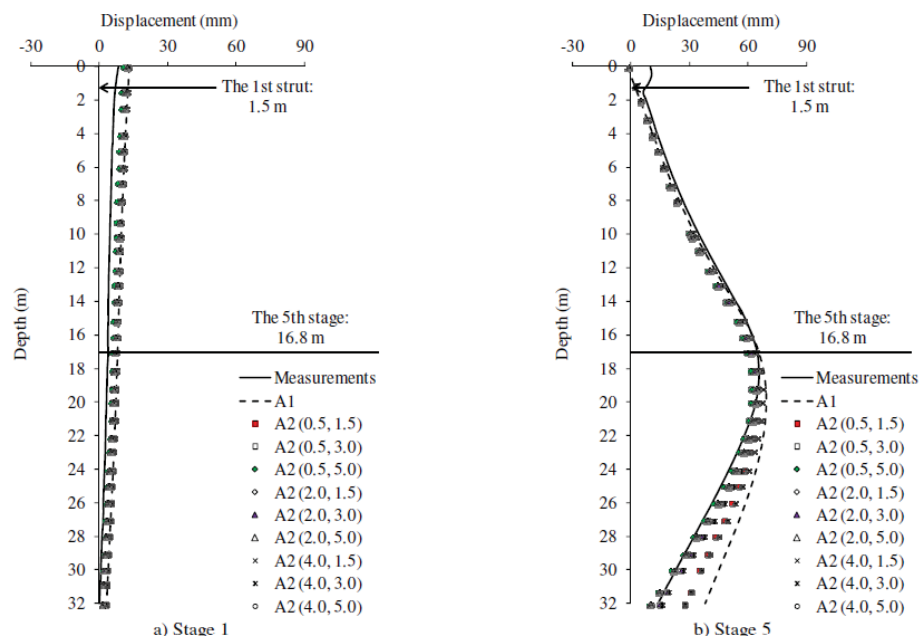 Displacement (mm)
-30 0 30 60 90
0
2
4
6
8
10
12
14
16
18
20
22
24
26
28
30
32
Depth (m)
The 1st strut:
1.5 m
The 5th stage:
16.8 m
Measurements
A1
A2 (0.5, 1.5)
A2 (0.5, 3.0)
A2 (0.5, 5.0)
A2 (2.0, 1.5)
A2 (2.0, 3.0)
A2 (2.0, 5.0)
A2 (4.0, 1.5)
A2 (4.0, 3.0)
A2 (4.0, 5.0)
a) Stage 1
Displacement (mm)
-30 0 30 60 90
0
2
4
6
8
10
12
14
16
18
20
22
24
26
28
30
32
Depth (m)
The 1st strut:
1.5 m
The 5th stage:
16.8 m
Measurements
A1
A2 (0.5, 1.5)
A2 (0.5, 3.0)
A2 (0.5, 5.0)
A2 (2.0, 1.5)
A2 (2.0, 3.0)
A2 (2.0, 5.0)
A2 (4.0, 1.5)
A2 (4.0, 3.0)
A2 (4.0, 5.0)
b) Stage 5